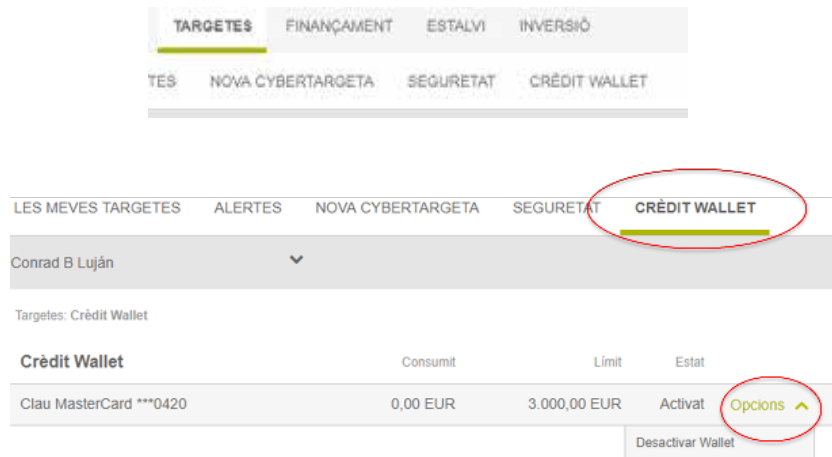 TARGETES FINANÇAMENT ESTALVI INVERSIÓ
TES NOVA CYBERTARGETA SEGURETAT CRÈDIT WALLET
LES MEVES TARGETES ALERTES NOVA CYBERTARGETA SEGURETAT CRÈDIT WALLET
Conrad B Luján
Targetes: Crèdit Wallet
Crèdit Wallet Consumit Límit Estat
Clau MasterCard ***0420 0,00 EUR 3.000,00 EUR Activat Opcions
Desactivar Wallet